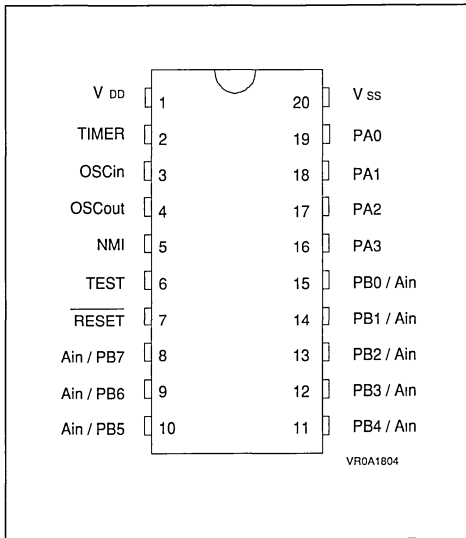 V DD 1 20 V SS
TIMER 2 19 PA0
OSCin 3 18 PA1
OSCout 4 17 PA2
NMI 5 16 PA3
TEST 6 15 PB0 / Ain
RESET 7 14 PB1 / Ain
Ain / PB7 8 13 PB2 / Ain
Ain / PB6 9 12 PB3 / Ain
Ain / PB5 10 11 PB4 / Ain
VR0A1804